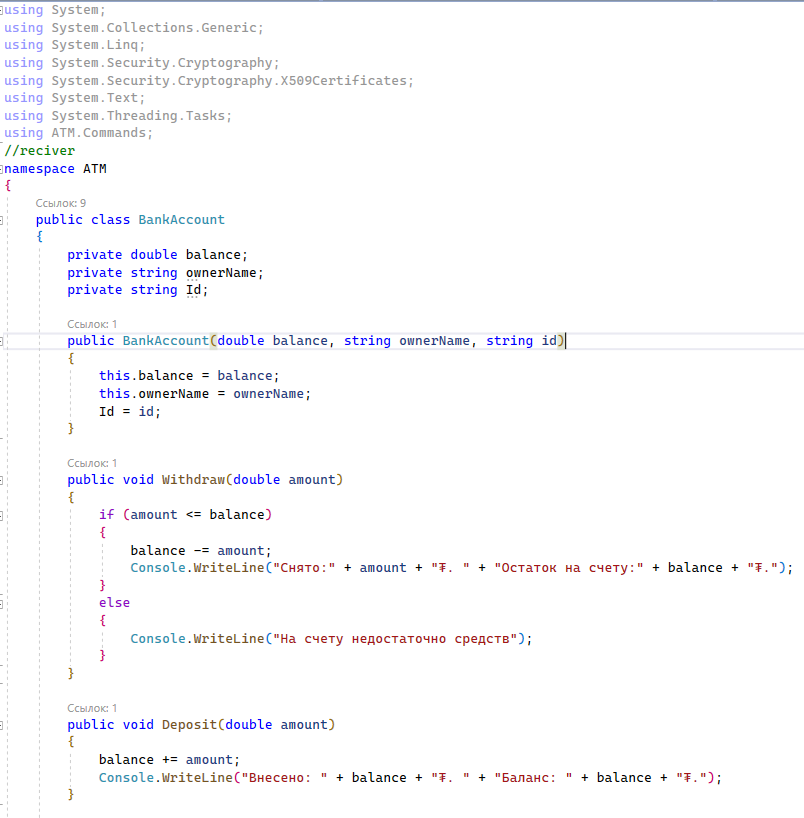 using System;
using System.Collections.Generic;
using System.Linq;
using System.Security.Cryptography;
using System.Security.Cryptography.X509Certificates;
using System.Text;
using System.Threading.Tasks;
using ATM.Commands;
//reciver
namespace ATM
{
Ссылок: 9
public class BankAccount
{
private double balance;
private string ownerName;
private string Id;
Ссылок: 1
public BankAccount(double balance, string ownerName, string id)
{
this.balance = balance;
this.ownerName = ownerName;
Id = id;
}
Ссылок: 1
public void Withdraw(double amount)
{
if (amount <= balance)
{
balance -= amount;
Console.WriteLine("Снято:" + amount + "₮. " + "Остаток на счету:" + balance + "₮.");
}
else
{
Console.WriteLine("На счету недостаточно средств");
}
}
Ссылок: 1
public void Deposit(double amount)
{
balance += amount;
Console.WriteLine("Внесено: " + balance + "₮. " + "Баланс: " + balance + "₮.");
}